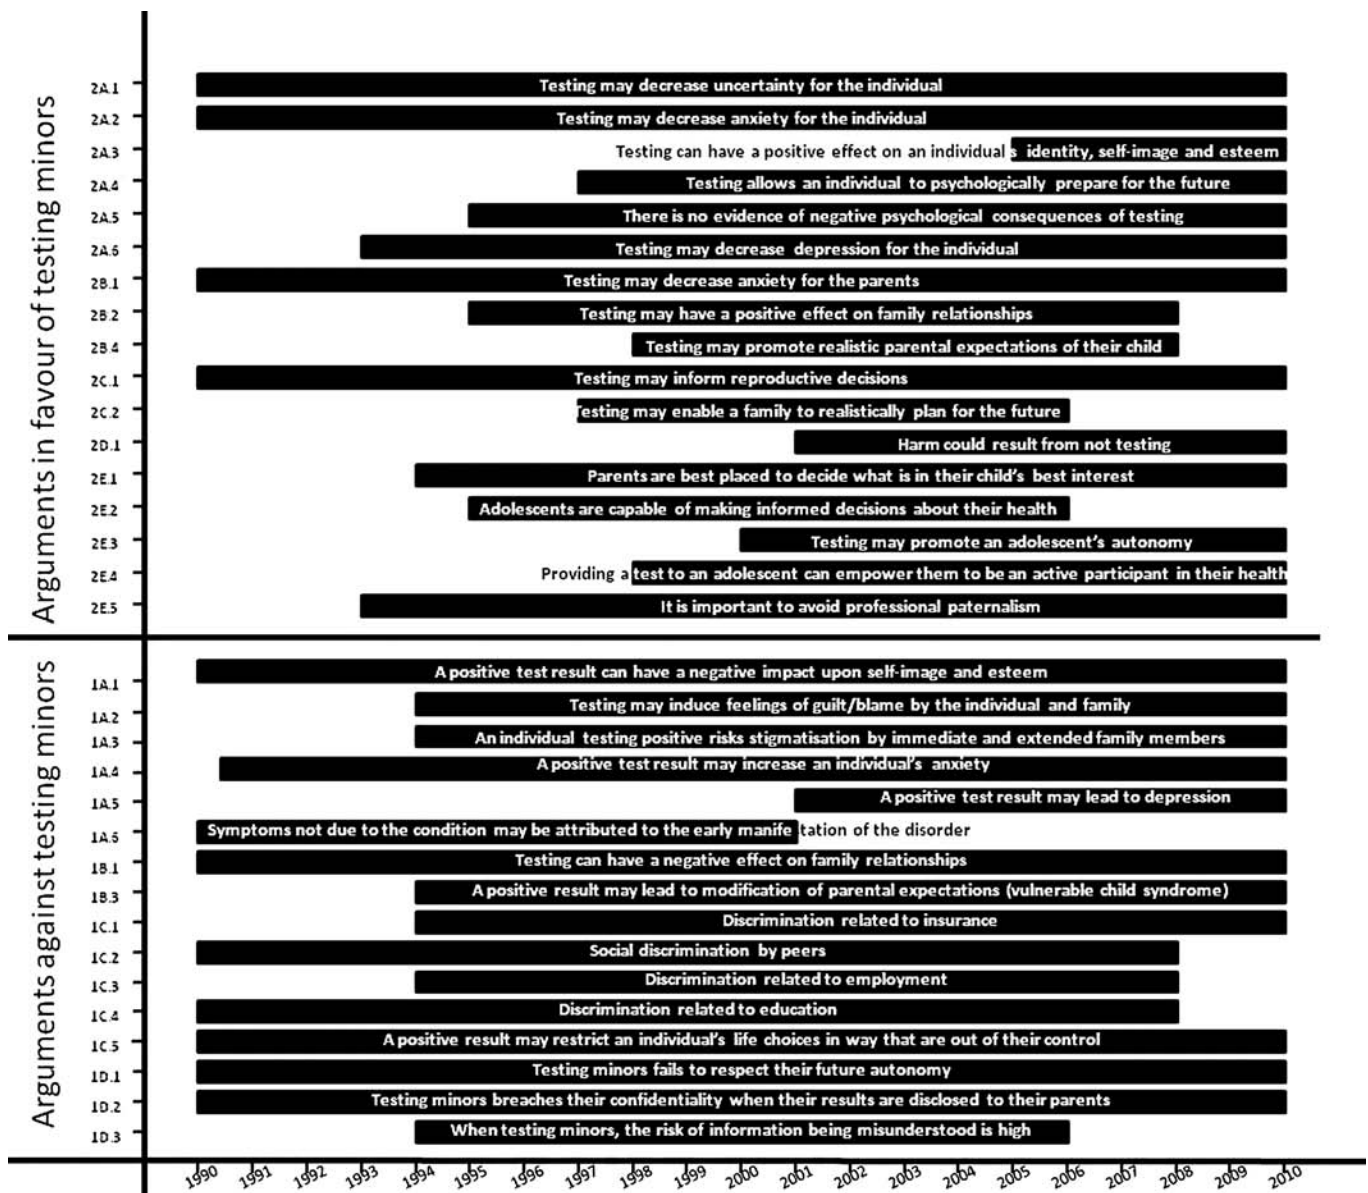 Arguments in favour of testing minors
2A.1 Testing may decrease uncertainty for the individual
2A.2 Testing may decrease anxiety for the individual
2A.3 Testing can have a positive effect on an individual s identity, self-image and esteem
2A.4 Testing allows an individual to psychologically prepare for the future
2A.5 There is no evidence of negative psychological consequences of testing
2A.6 Testing may decrease depression for the individual
2B.1 Testing may decrease anxiety for the parents
2B.2 Testing may have a positive effect on family relationships
2B.4 Testing may promote realistic parental expectations of their child
2C.1 Testing may inform reproductive decisions
2C.2 Testing may enable a family to realistically plan for the future
2D.1 Harm could result from not testing
2E.1 Parents are best placed to decide what is in their child's best interest
2E.2 Adolescents are capable of making informed decisions about their health
2E.3 Testing may promote an adolescent's autonomy
2E.4 Providing a test to an adolescent can empower them to be an active participant in their health
2E.5 It is important to avoid professional paternalism
Arguments against testing minors
1A.1 A positive test result can have a negative impact upon self-image and esteem
1A.2 Testing may induce feelings of guilt/blame by the individual and family
1A.3 An individual testing positive risks stigmatisation by immediate and extended family members
1A.4 A positive test result may increase an individual's anxiety
1A.5 A positive test result may lead to depression
1A.6 Symptoms not due to the condition may be attributed to the early manife tation of the disorder
1B.1 Testing can have a negative effect on family relationships
1B.3 A positive result may lead to modification of parental expectations (vulnerable child syndrome)
1C.1 Discrimination related to insurance
1C.2 Social discrimination by peers
1C.3 Discrimination related to employment
1C.4 Discrimination related to education
1C.5 A positive result may restrict an individual's life choices in way that are out of their control
1D.1 Testing minors fails to respect their future autonomy
1D.2 Testing minors breaches their confidentiality when their results are disclosed to their parents
1D.3 When testing minors, the risk of information being misunderstood is high
1990 1991 1992 1993 1994 1995 1996 1997 1998 1999 2000 2001 2002 2003 2004 2005 2006 2007 2008 2009 2010